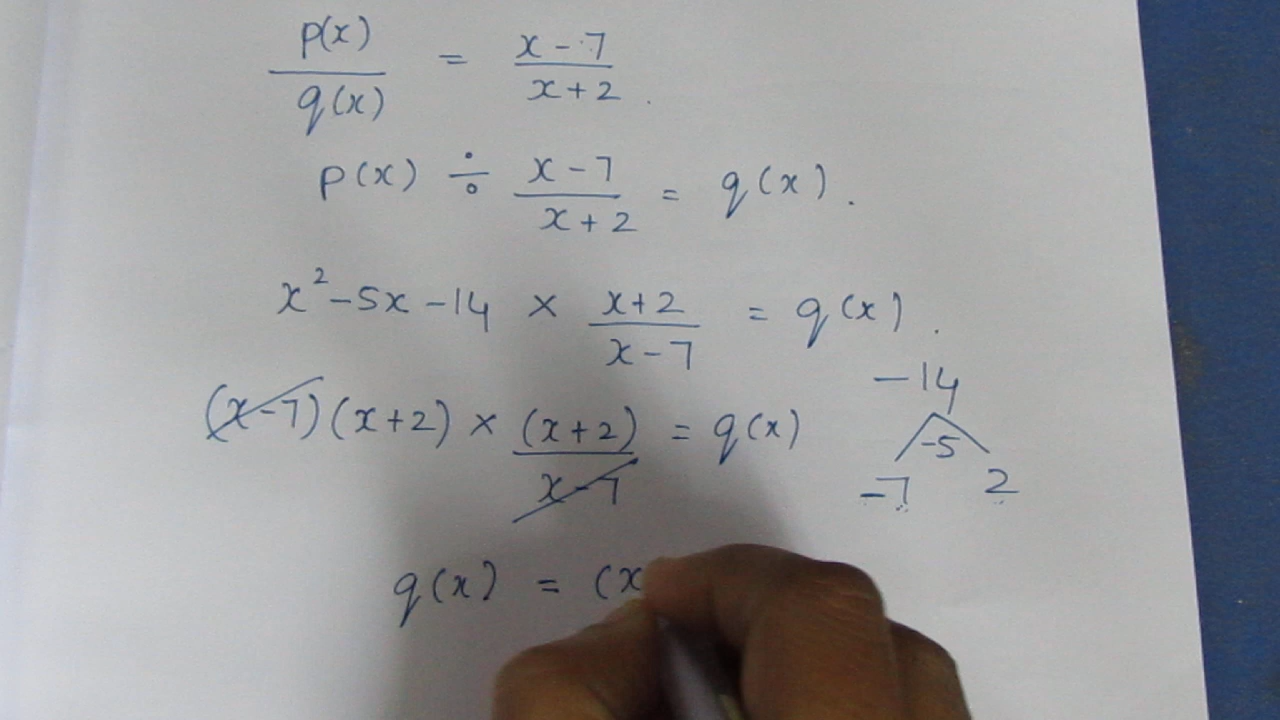 p(x)/q(x) = x - 7/x + 2 .
p(x) ÷ x - 7/x + 2 = q(x) .
x² - 5x - 14 × x + 2/x - 7 = q(x) .
(x - 7)(x + 2) × (x + 2)/x - 7 = q(x)
-14
-5
-7 2
q(x) = (x